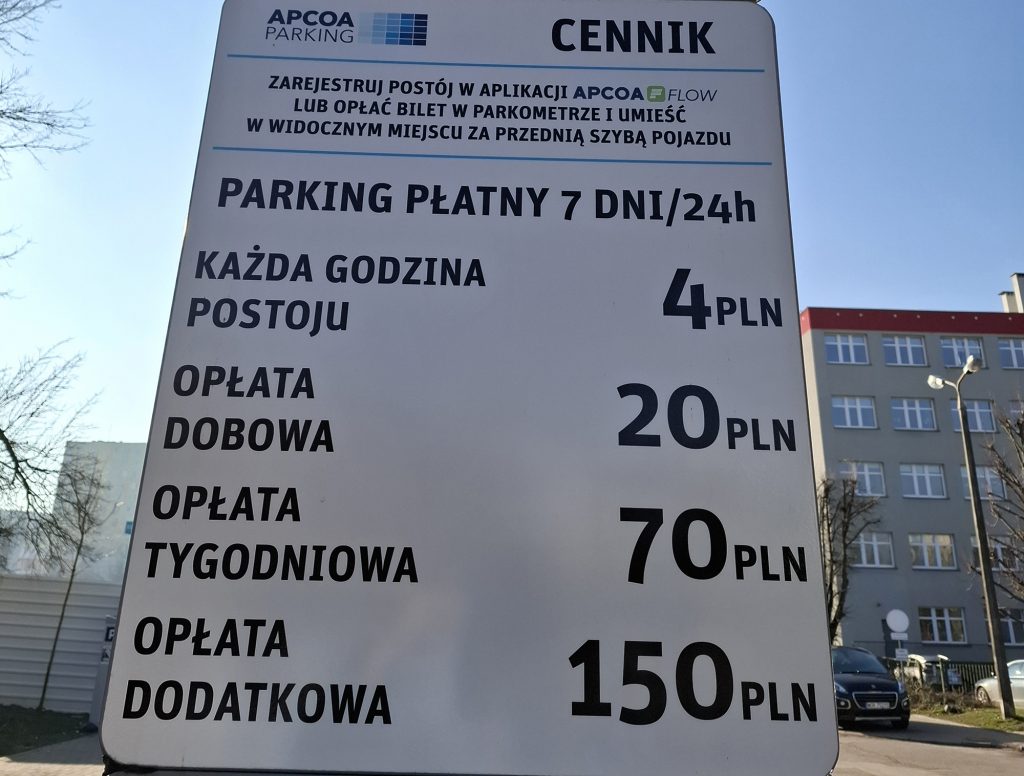 APCOA
PARKING
CENNIK
ZAREJESTRUJ POSTÓJ W APLIKACJI APCOA FLOW
LUB OPŁAĆ BILET W PARKOMETRZE I UMIEŚĆ
W WIDOCZNYM MIEJSCU ZA PRZEDNIĄ SZYBĄ POJAZDU
PARKING PŁATNY 7 DNI/24h
KAŻDA GODZINA
POSTOJU
4PLN
OPŁATA
DOBOWA
20PLN
OPŁATA
TYGODNIOWA
70PLN
OPŁATA
DODATKOWA
150PLN